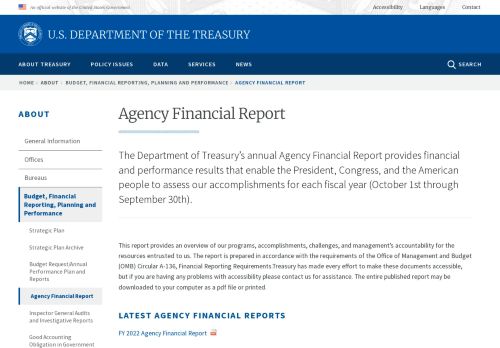 An official website of the United States Government
Accessibility Languages Contact
U.S. DEPARTMENT OF THE TREASURY
ABOUT TREASURY POLICY ISSUES DATA SERVICES NEWS SEARCH
HOME › ABOUT › BUDGET, FINANCIAL REPORTING, PLANNING AND PERFORMANCE › AGENCY FINANCIAL REPORT
ABOUT
General Information
Offices
Bureaus
Budget, Financial
Reporting, Planning and
Performance
Strategic Plan
Strategic Plan Archive
Budget Request/Annual
Performance Plan and
Reports
Agency Financial Report
Inspector General Audits
and Investigative Reports
Good Accounting
Obligation in Government
Agency Financial Report
The Department of Treasury’s annual Agency Financial Report provides financial
and performance results that enable the President, Congress, and the American
people to assess our accomplishments for each fiscal year (October 1st through
September 30th).
This report provides an overview of our programs, accomplishments, challenges, and management’s accountability for the
resources entrusted to us. The report is prepared in accordance with the requirements of the Office of Management and Budget
(OMB) Circular A-136, Financial Reporting Requirements.Treasury has made every effort to make these documents accessible,
but if you are having any problems with accessibility please contact us for assistance. The entire published report may be
downloaded to your computer as a pdf file or printed.
LATEST AGENCY FINANCIAL REPORTS
FY 2022 Agency Financial Report